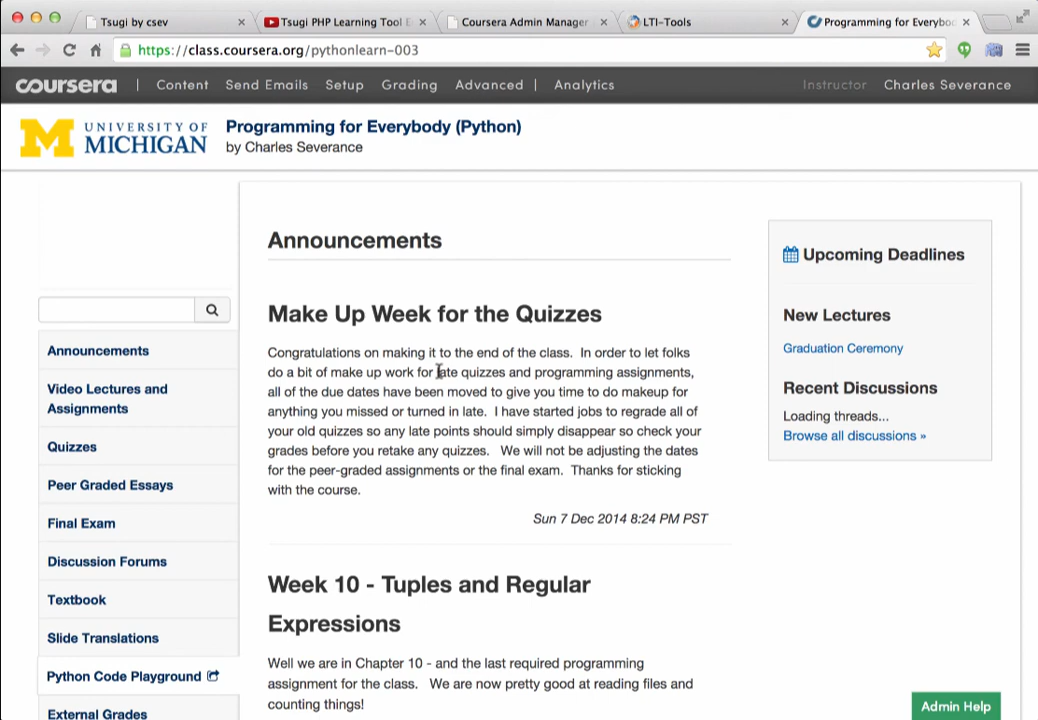 Tsugi by csev
Tsugi PHP Learning Tool E
Coursera Admin Manager
LTI-Tools
Programming for Everyboc
https://class.coursera.org/pythonlearn-003
coursera | Content Send Emails Setup Grading Advanced | Analytics Instructor Charles Severance
M UNIVERSITY OF MICHIGAN
Programming for Everybody (Python)
by Charles Severance
Announcements
Video Lectures and
Assignments
Quizzes
Peer Graded Essays
Final Exam
Discussion Forums
Textbook
Slide Translations
Python Code Playground
External Grades
Announcements
Make Up Week for the Quizzes
Congratulations on making it to the end of the class. In order to let folks
do a bit of make up work for late quizzes and programming assignments,
all of the due dates have been moved to give you time to do makeup for
anything you missed or turned in late. I have started jobs to regrade all of
your old quizzes so any late points should simply disappear so check your
grades before you retake any quizzes. We will not be adjusting the dates
for the peer-graded assignments or the final exam. Thanks for sticking
with the course.
Sun 7 Dec 2014 8:24 PM PST
Week 10 - Tuples and Regular
Expressions
Well we are in Chapter 10 - and the last required programming
assignment for the class. We are now pretty good at reading files and
counting things!
Upcoming Deadlines
New Lectures
Graduation Ceremony
Recent Discussions
Loading threads...
Browse all discussions »
Admin Help